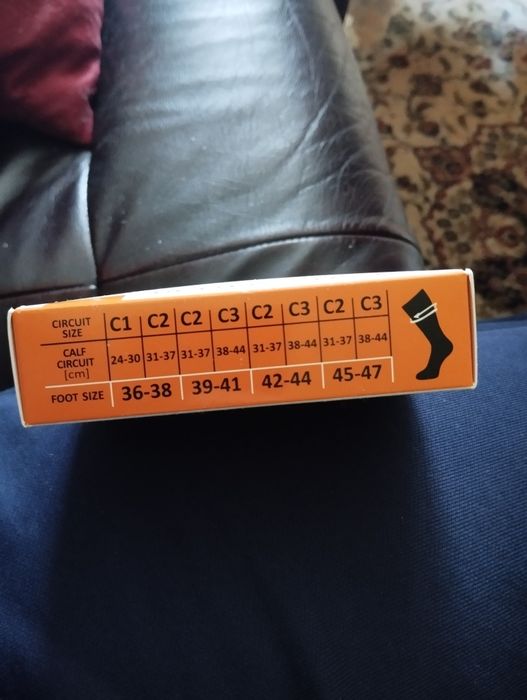 CIRCUIT SIZE C1 C2 C2 C3 C2 C3 C2 C3
CALF CIRCUIT [cm] 24-30 31-37 31-37 38-44 31-37 38-44 31-37 38-44
FOOT SIZE 36-38 39-41 42-44 45-47